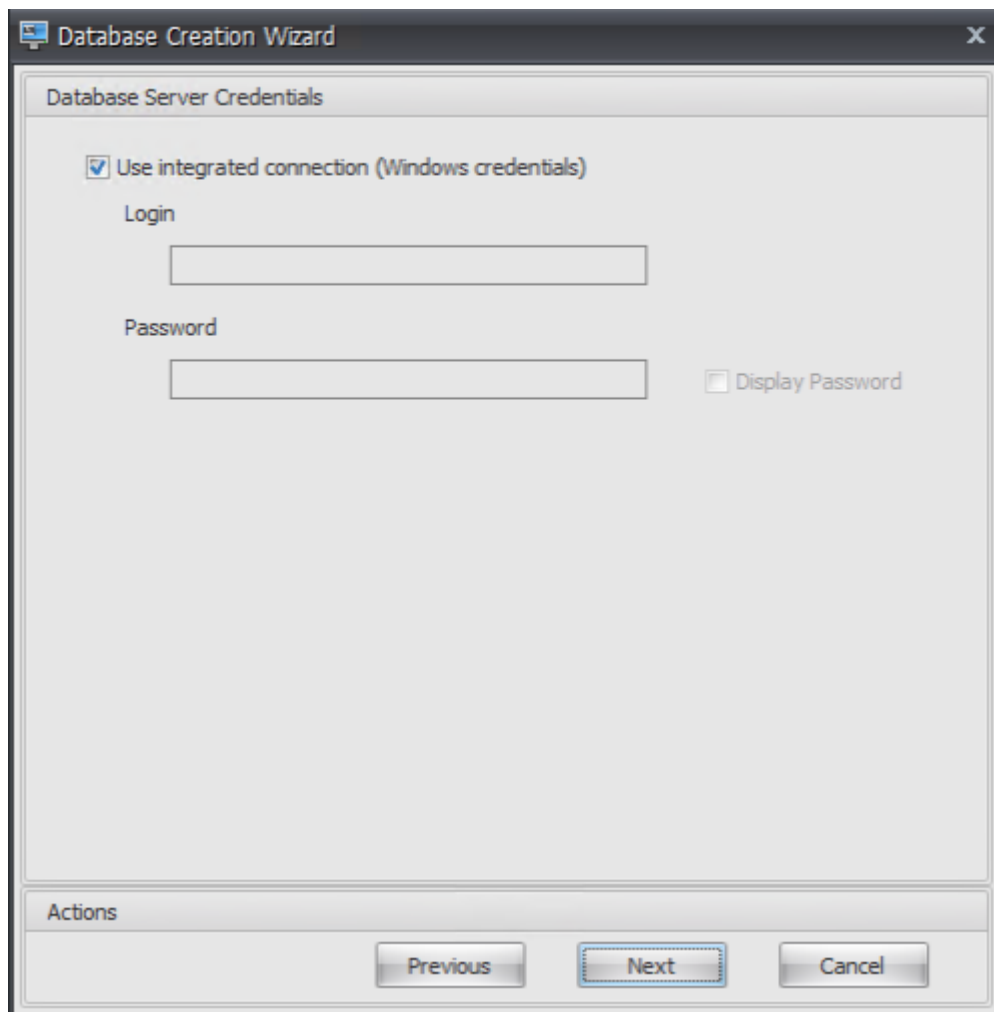 Database Creation Wizard
Database Server Credentials
Use integrated connection (Windows credentials)
Login
Password
Display Password
Actions
Previous Next Cancel